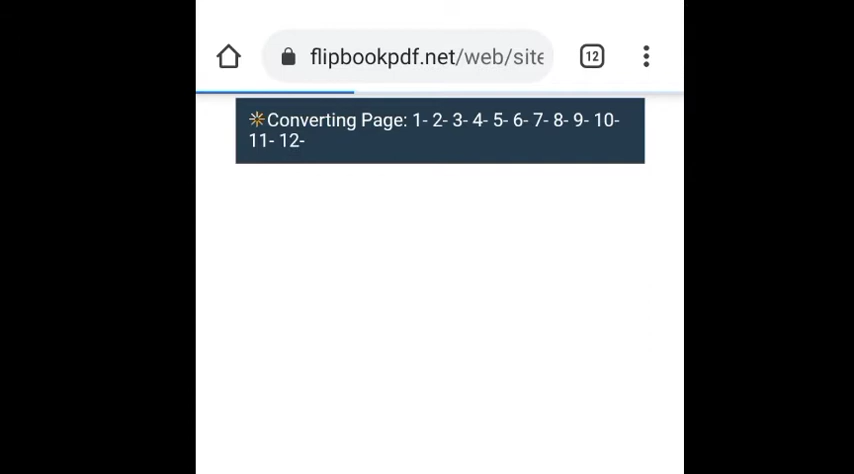 flipbookpdf.net/web/site
12
Converting Page: 1- 2- 3- 4- 5- 6- 7- 8- 9- 10-
11- 12-